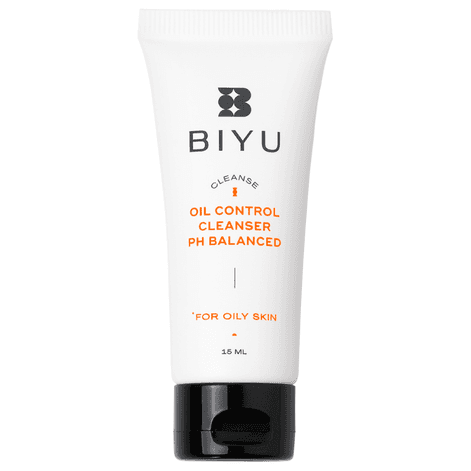 BIYU
CLEANSE
OIL CONTROL
CLEANSER
PH BALANCED
*FOR OILY SKIN
15 ML